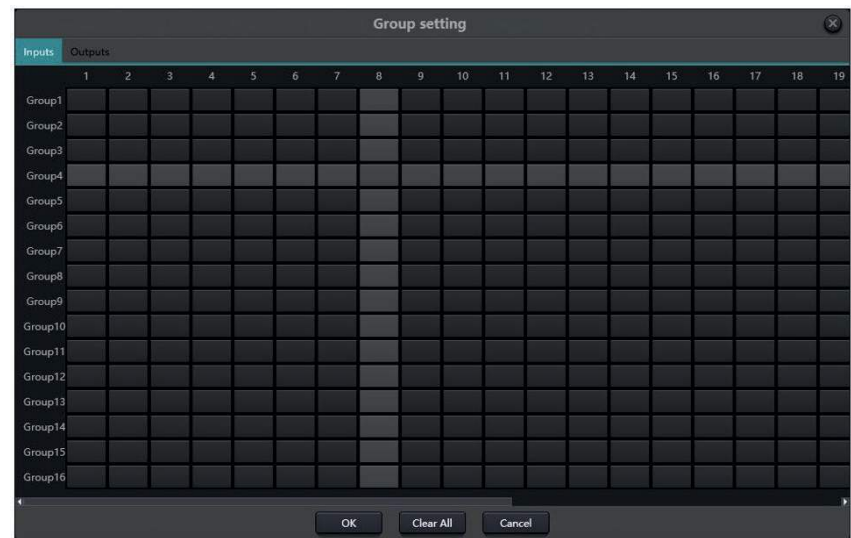 Group setting
Inputs Outputs
1 2 3 4 5 6 7 8 9 10 11 12 13 14 15 16 17 18 19
Group1
Group2
Group3
Group4
Group5
Group6
Group7
Group8
Group9
Group10
Group11
Group12
Group13
Group14
Group15
Group16
OK Clear All Cancel